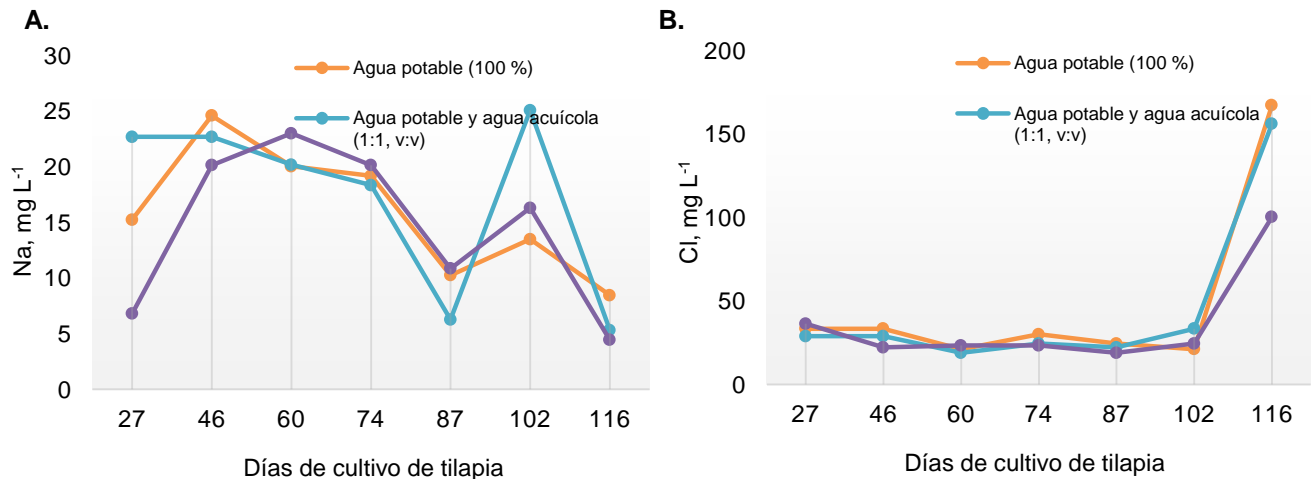 A.
30
25
20
15
10
5
0
Na, mg L⁻¹
Agua potable (100 %)
Agua potable y agua acuícola
(1:1, v:v)
27 46 60 74 87 102 116
Días de cultivo de tilapia
B.
200
150
100
50
0
Cl, mg L⁻¹
Agua potable (100 %)
Agua potable y agua acuícola
(1:1, v:v)
27 46 60 74 87 102 116
Días de cultivo de tilapia